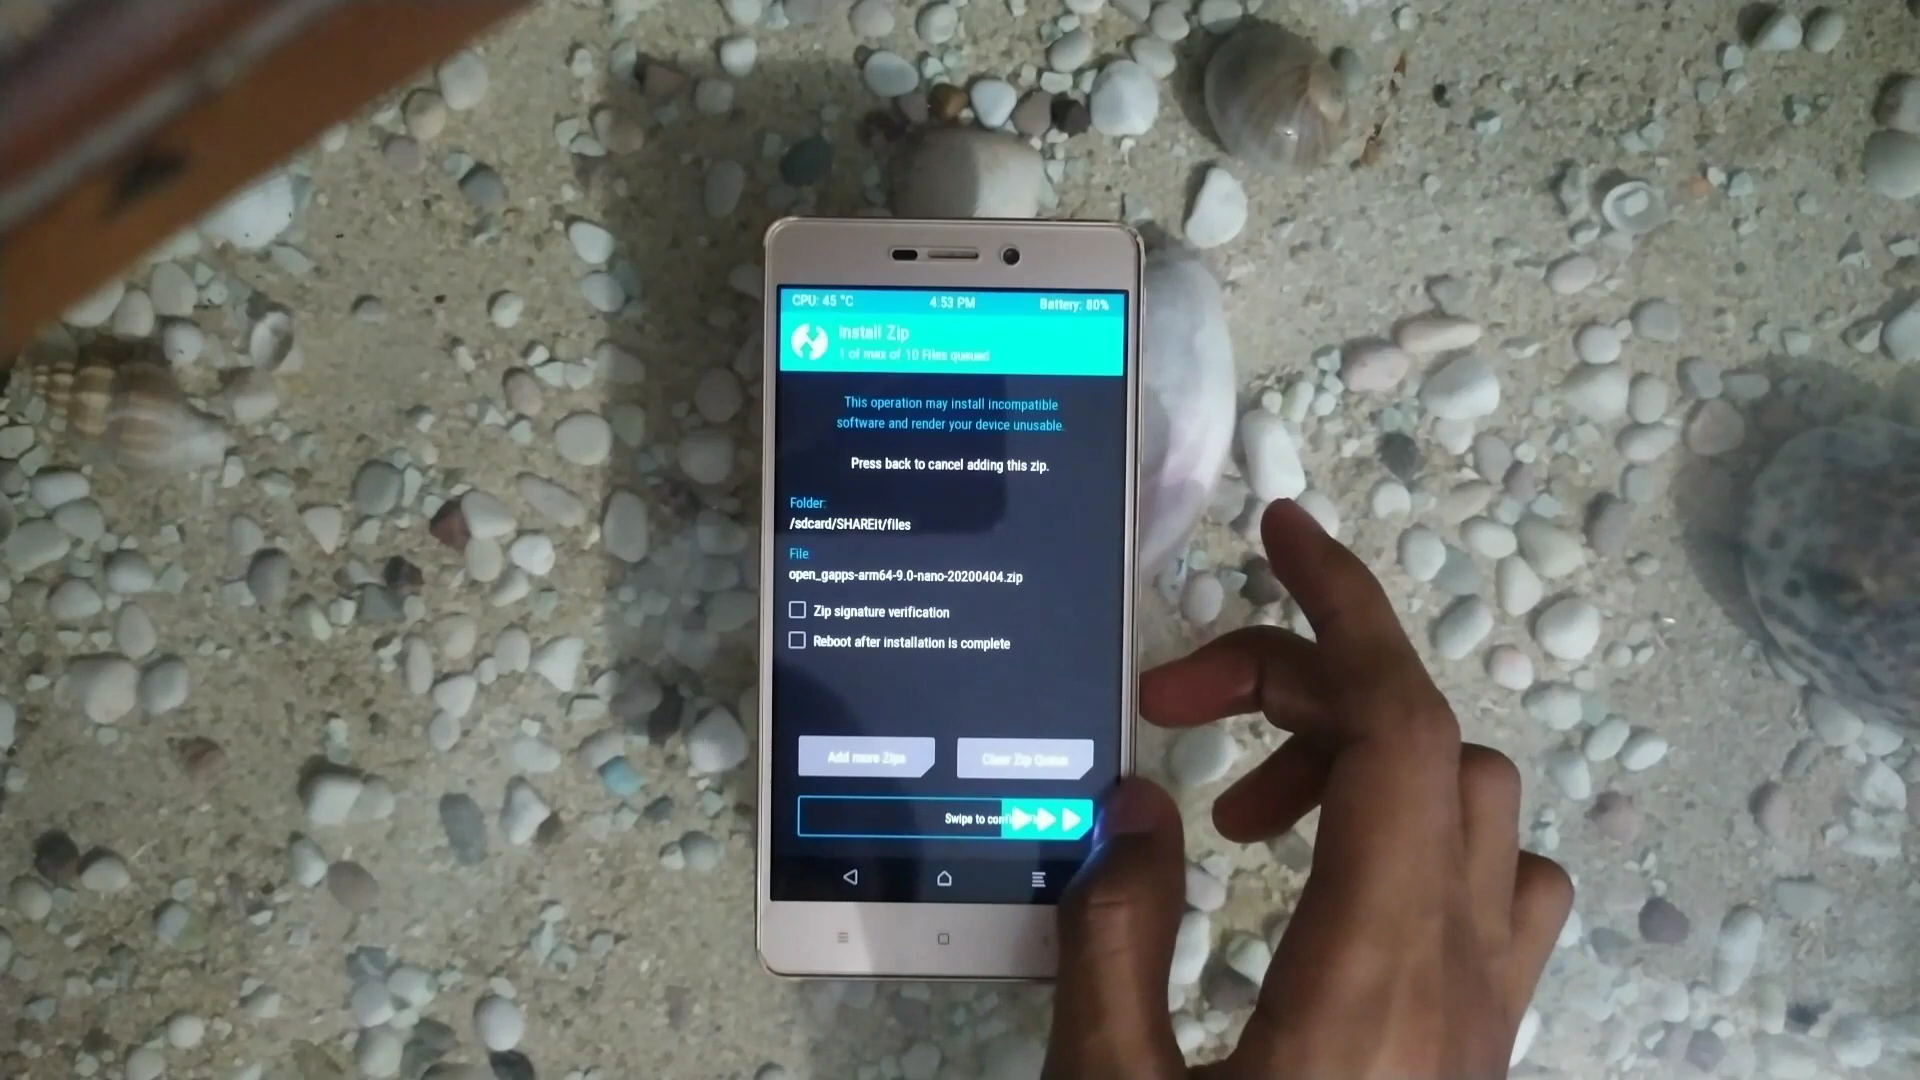 CPU: 45 °C 4:53 PM Battery: 80%
Install Zip
1 of max of 10 Files queued
This operation may install incompatible
software and render your device unusable.
Press back to cancel adding this zip.
Folder:
/sdcard/SHAREit/files
File
open_gapps-arm64-9.0-nano-20200404.zip
Zip signature verification
Reboot after installation is complete
Add more Zips Clear Zip Queue
Swipe to